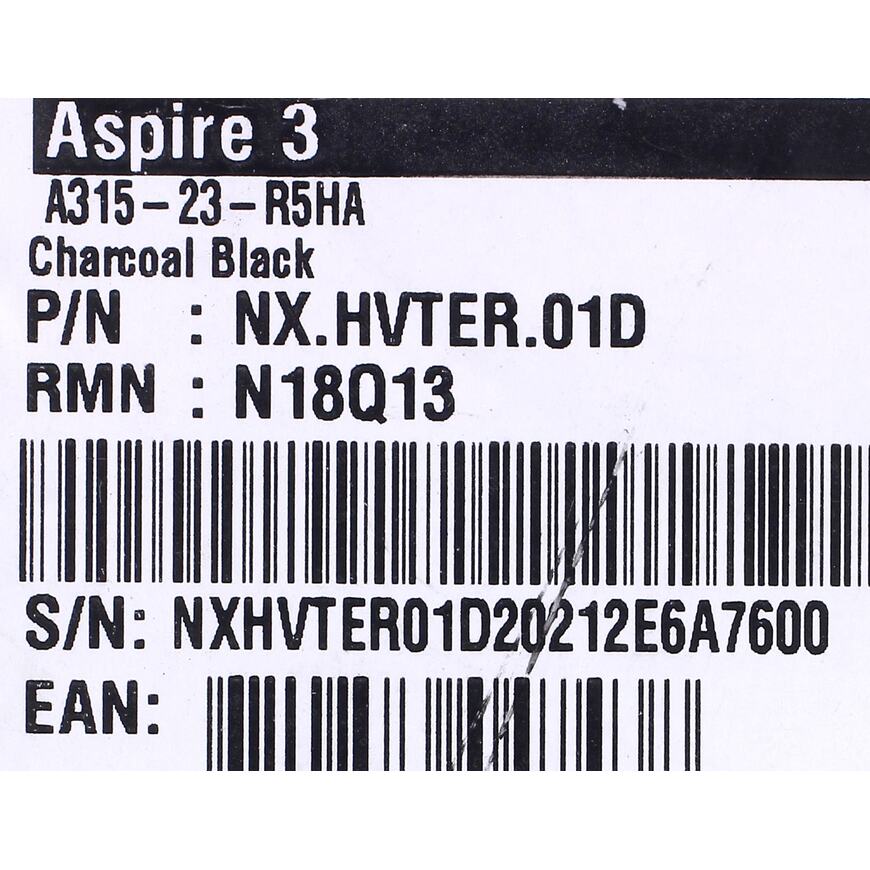 Aspire 3
A315-23-R5HA
Charcoal Black
P/N : NX.HVTER.01D
RMN : N18Q13
S/N: NXHVTER01D20212E6A7600
EAN: